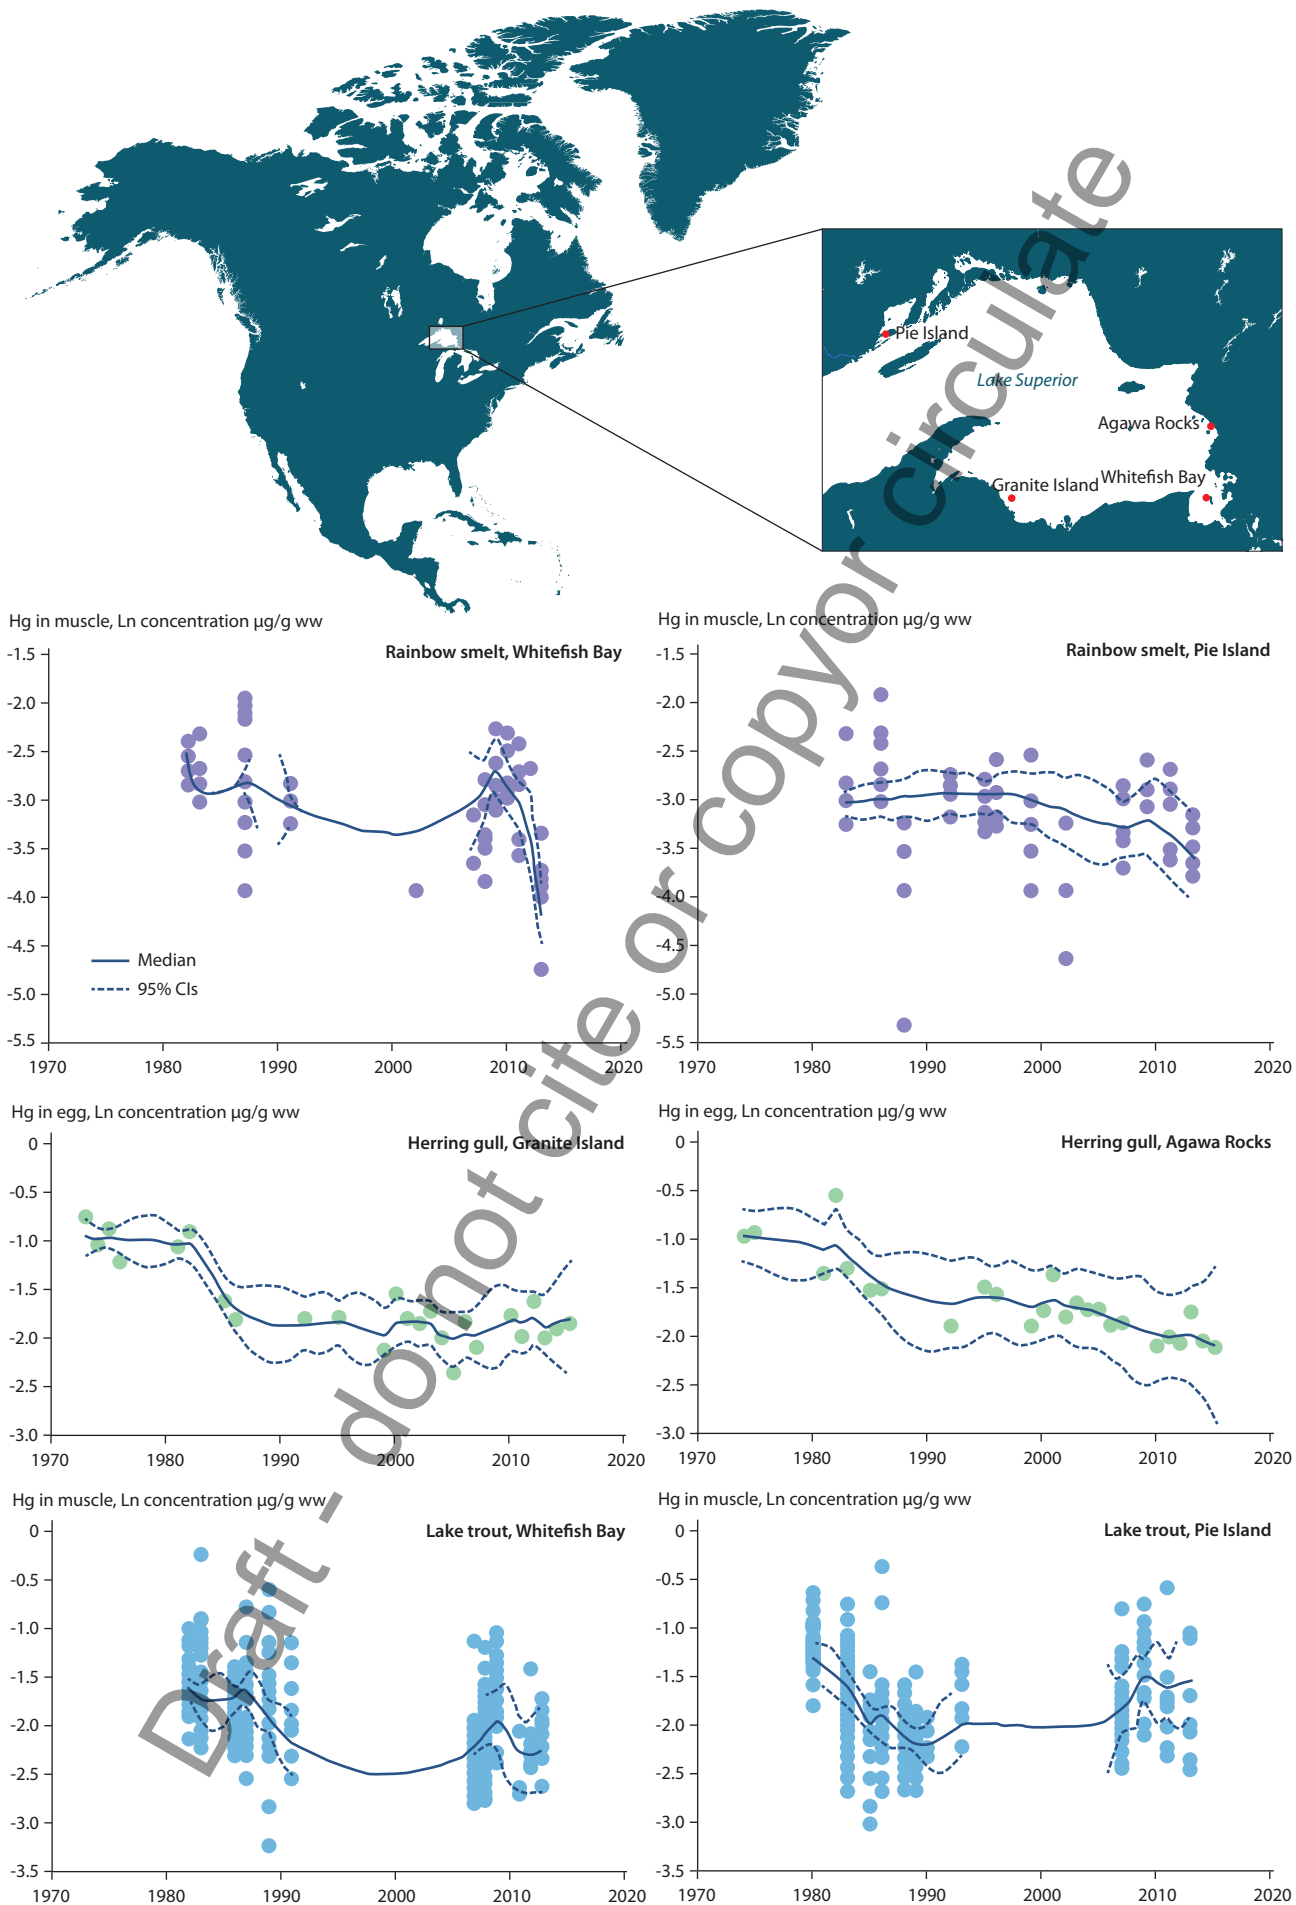 Pie Island
Lake Superior
Agawa Rocks
Granite Island
Whitefish Bay
Draft - do not cite or copyor circulate
Hg in muscle, Ln concentration µg/g ww
Rainbow smelt, Whitefish Bay
-1.5
-2.0
-2.5
-3.0
-3.5
-4.0
-4.5
-5.0
-5.5
Median
95% CIs
1970 1980 1990 2000 2010 2020
Hg in muscle, Ln concentration µg/g ww
Rainbow smelt, Pie Island
-1.5
-2.0
-2.5
-3.0
-3.5
-4.0
-4.5
-5.0
-5.5
1970 1980 1990 2000 2010 2020
Hg in egg, Ln concentration µg/g ww
Herring gull, Granite Island
0
-0.5
-1.0
-1.5
-2.0
-2.5
-3.0
1970 1980 1990 2000 2010 2020
Hg in egg, Ln concentration µg/g ww
Herring gull, Agawa Rocks
0
-0.5
-1.0
-1.5
-2.0
-2.5
-3.0
1970 1980 1990 2000 2010 2020
Hg in muscle, Ln concentration µg/g ww
Lake trout, Whitefish Bay
0
-0.5
-1.0
-1.5
-2.0
-2.5
-3.0
-3.5
1970 1980 1990 2000 2010 2020
Hg in muscle, Ln concentration µg/g ww
Lake trout, Pie Island
0
-0.5
-1.0
-1.5
-2.0
-2.5
-3.0
-3.5
1970 1980 1990 2000 2010 2020